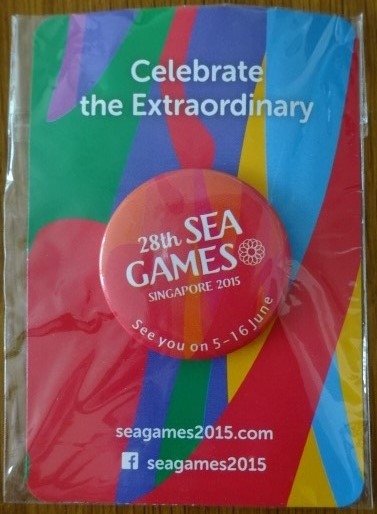 Celebrate
the Extraordinary
28th SEA
GAMES
SINGAPORE 2015
See you on 5-16 June
seagames2015.com
seagames2015